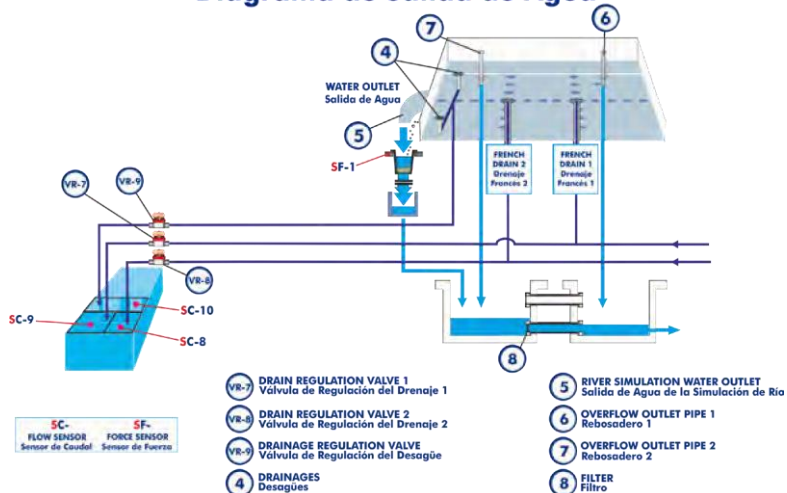 Diagrama de salida de Agua
7
6
4
WATER OUTLET
Salida de Agua
5
SF-1
FRENCH
DRAIN 2
Drenaje
Francés 2
FRENCH
DRAIN 1
Drenaje
Francés 1
VR-7
VR-9
VR-8
SC-10
SC-9
SC-8
8
SC-
FLOW SENSOR
Sensor de Caudal
SF-
FORCE SENSOR
Sensor de Fuerza
VR-7 DRAIN REGULATION VALVE 1
Válvula de Regulación del Drenaje 1
VR-8 DRAIN REGULATION VALVE 2
Válvula de Regulación del Drenaje 2
VR-9 DRAINAGE REGULATION VALVE
Válvula de Regulación del Desagüe
4 DRAINAGES
Desagües
5 RIVER SIMULATION WATER OUTLET
Salida de Agua de la Simulación de Río
6 OVERFLOW OUTLET PIPE 1
Rebosadero 1
7 OVERFLOW OUTLET PIPE 2
Rebosadero 2
8 FILTER
Filtro